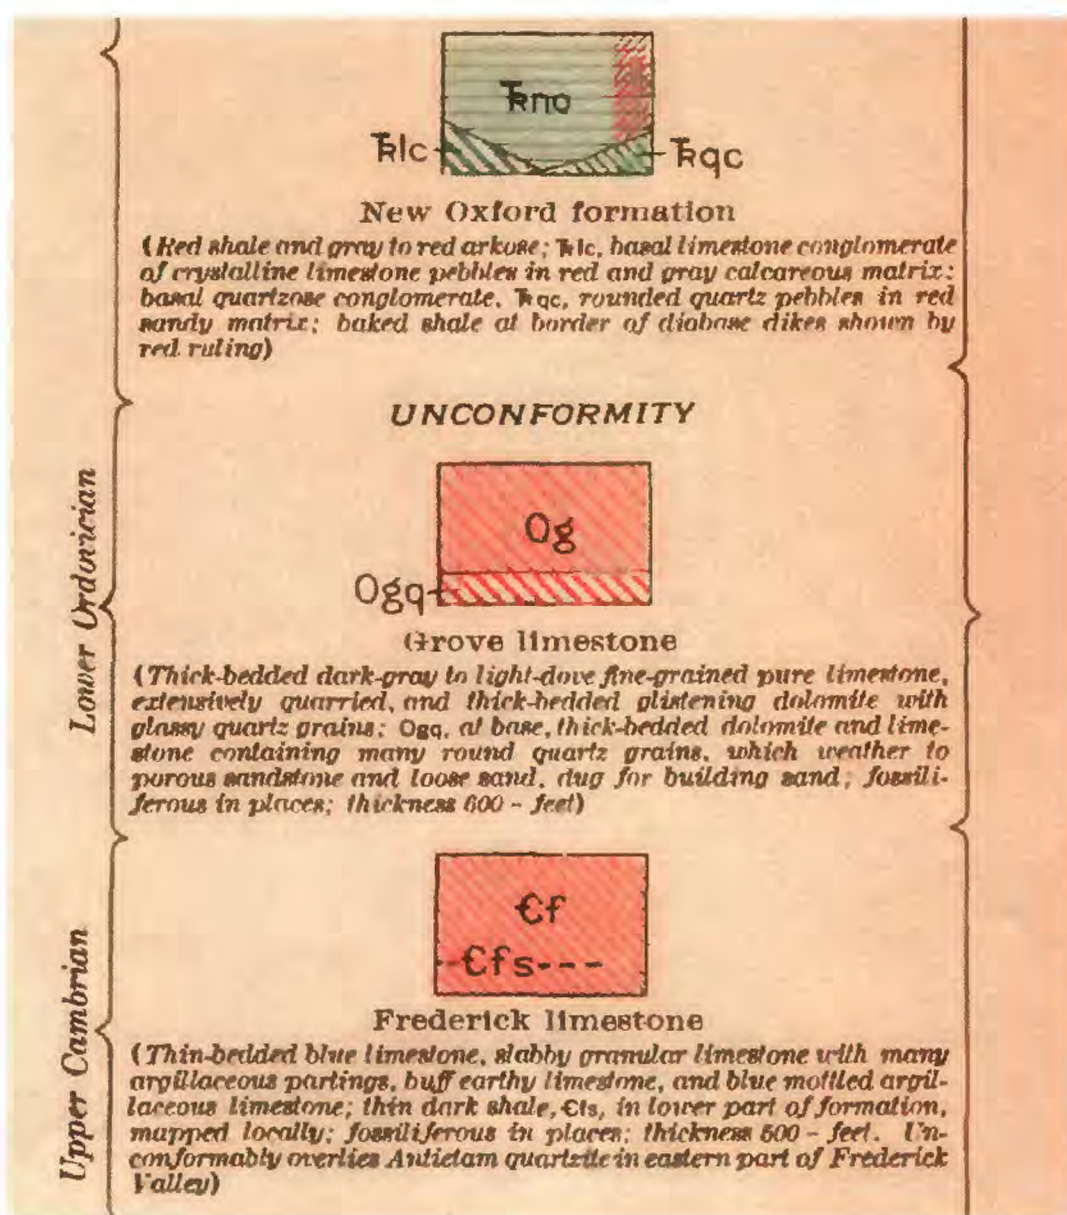 Ꞧno
Ꞧlc
Ꞧqc
New Oxford formation
(Red shale and gray to red arkose; Ꞧlc, basal limestone conglomerate
of crystalline limestone pebbles in red and gray calcareous matrix;
basal quartzose conglomerate, Ꞧqc, rounded quartz pebbles in red
sandy matrix; baked shale at border of diabase dikes shown by
red ruling)
UNCONFORMITY
Lower Ordovician
Og
Ogq
Grove limestone
(Thick-bedded dark-gray to light-dove fine-grained pure limestone,
extensively quarried, and thick-bedded glistening dolomite with
glassy quartz grains; Ogq, at base, thick-bedded dolomite and lime-
stone containing many round quartz grains, which weather to
porous sandstone and loose sand, dug for building sand; fossili-
ferous in places; thickness 600 - feet)
Upper Cambrian
Ꞓf
Ꞓfs---
Frederick limestone
(Thin-bedded blue limestone, slabby granular limestone with many
argillaceous partings, buff earthy limestone, and blue mottled argil-
laceous limestone; thin dark shale, Ꞓfs, in lower part of formation,
mapped locally; fossiliferous in places; thickness 500 - feet. Un-
conformably overlies Antietam quartzite in eastern part of Frederick
Valley)